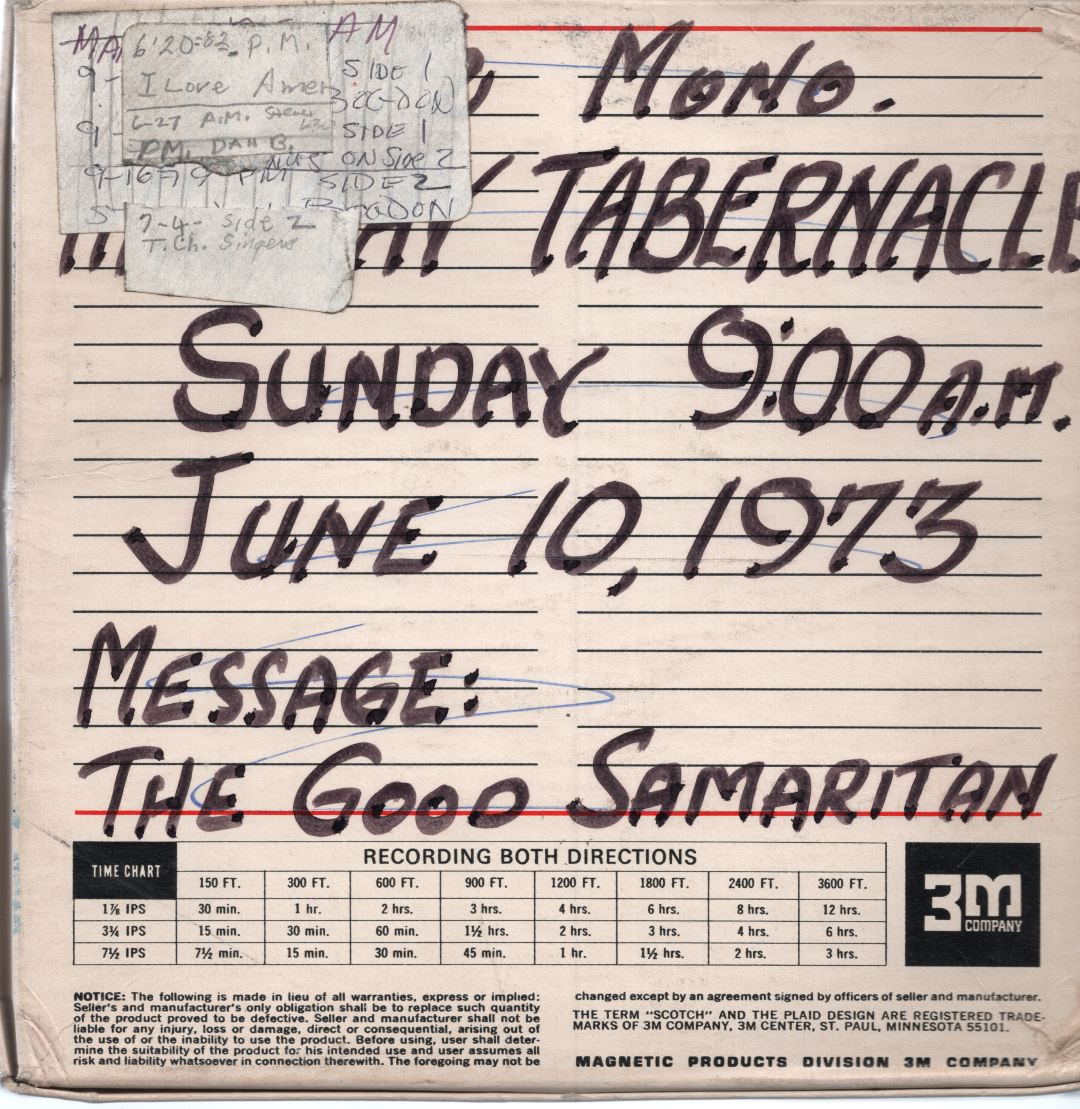 AM
6-20-82 P.M.
SIDE 1
I Love Amer
6-27 A.M.
SIDE 1
P.M. DAN B.
ON Side 2
9-16-79 PM SIDE 2
7-4- Side 2
T. Ch. Singers
MONO.
TABERNACLE
SUNDAY 9:00 A.M.
JUNE 10, 1973
MESSAGE:
THE GOOD SAMARITAN
TIME CHART
RECORDING BOTH DIRECTIONS
150 FT. 300 FT. 600 FT. 900 FT. 1200 FT. 1800 FT. 2400 FT. 3600 FT.
1⅞ IPS 30 min. 1 hr. 2 hrs. 3 hrs. 4 hrs. 6 hrs. 8 hrs. 12 hrs.
3¾ IPS 15 min. 30 min. 60 min. 1½ hrs. 2 hrs. 3 hrs. 4 hrs. 6 hrs.
7½ IPS 7½ min. 15 min. 30 min. 45 min. 1 hr. 1½ hrs. 2 hrs. 3 hrs.
3M
COMPANY
NOTICE: The following is made in lieu of all warranties, express or implied:
Seller's and manufacturer's only obligation shall be to replace such quantity
of the product proved to be defective. Seller and manufacturer shall not be
liable for any injury, loss or damage, direct or consequential, arising out of
the use of or the inability to use the product. Before using, user shall deter-
mine the suitability of the product for his intended use and user assumes all
risk and liability whatsoever in connection therewith. The foregoing may not be
changed except by an agreement signed by officers of seller and manufacturer.
THE TERM "SCOTCH" AND THE PLAID DESIGN ARE REGISTERED TRADE-
MARKS OF 3M COMPANY, 3M CENTER, ST. PAUL, MINNESOTA 55101.
MAGNETIC PRODUCTS DIVISION 3M COMPANY